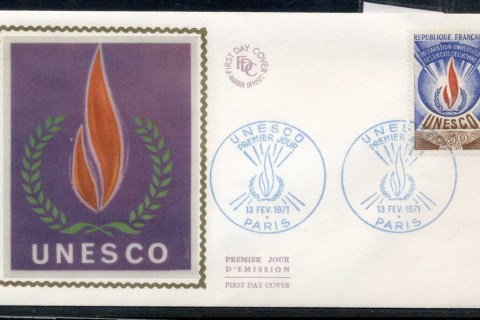 UNESCO
FIRST DAY COVER
FDC
UNESCO
PREMIER JOUR
13 FEV. 1971
PARIS
UNESCO
PREMIER JOUR
13 FEV. 1971
PARIS
REPUBLIQUE FRANÇAI
UNESCO
0,50
PREMIER JOUR
D'EMISSION
FIRST DAY COVER